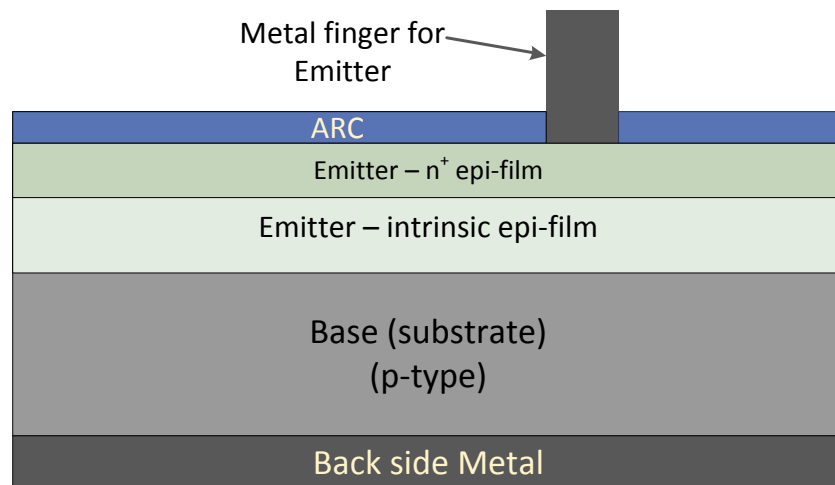 Metal finger for
Emitter
ARC
Emitter – n⁺ epi-film
Emitter – intrinsic epi-film
Base (substrate)
(p-type)
Back side Metal